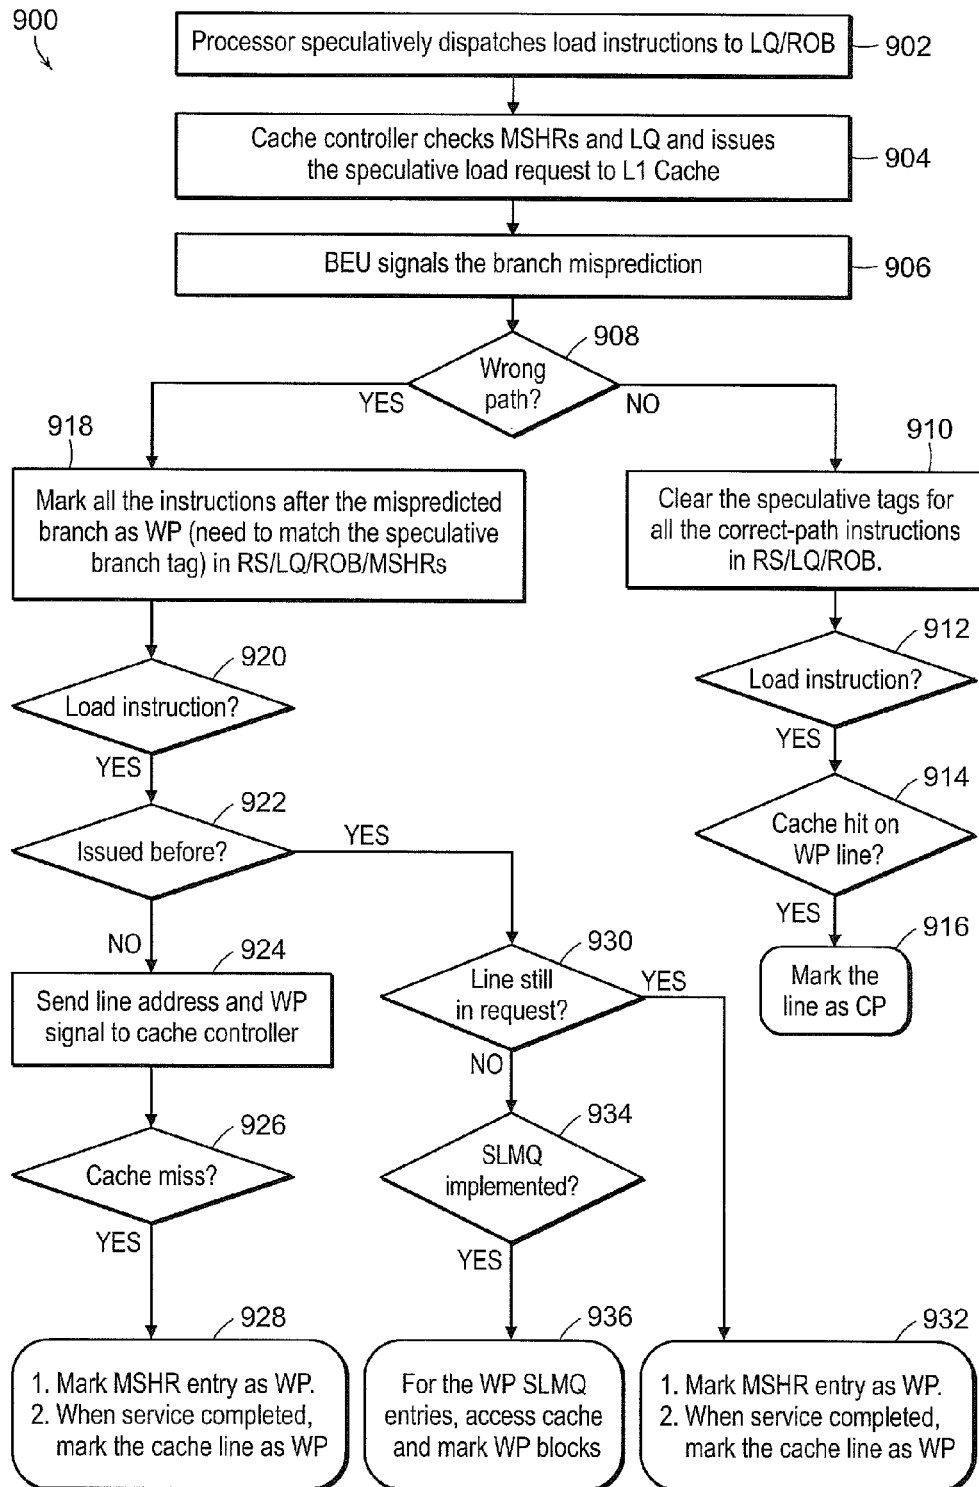 900
Processor speculatively dispatches load instructions to LQ/ROB
902
Cache controller checks MSHRs and LQ and issues
the speculative load request to L1 Cache
904
BEU signals the branch misprediction
906
908
Wrong
path?
YES
NO
918
Mark all the instructions after the mispredicted
branch as WP (need to match the speculative
branch tag) in RS/LQ/ROB/MSHRs
910
Clear the speculative tags for
all the correct-path instructions
in RS/LQ/ROB.
920
Load instruction?
YES
912
Load instruction?
YES
922
Issued before?
YES
NO
914
Cache hit on
WP line?
YES
916
Mark the
line as CP
924
Send line address and WP
signal to cache controller
930
Line still
in request?
YES
NO
926
Cache miss?
YES
934
SLMQ
implemented?
YES
928
1. Mark MSHR entry as WP.
2. When service completed,
mark the cache line as WP
936
For the WP SLMQ
entries, access cache
and mark WP blocks
932
1. Mark MSHR entry as WP.
2. When service completed,
mark the cache line as WP